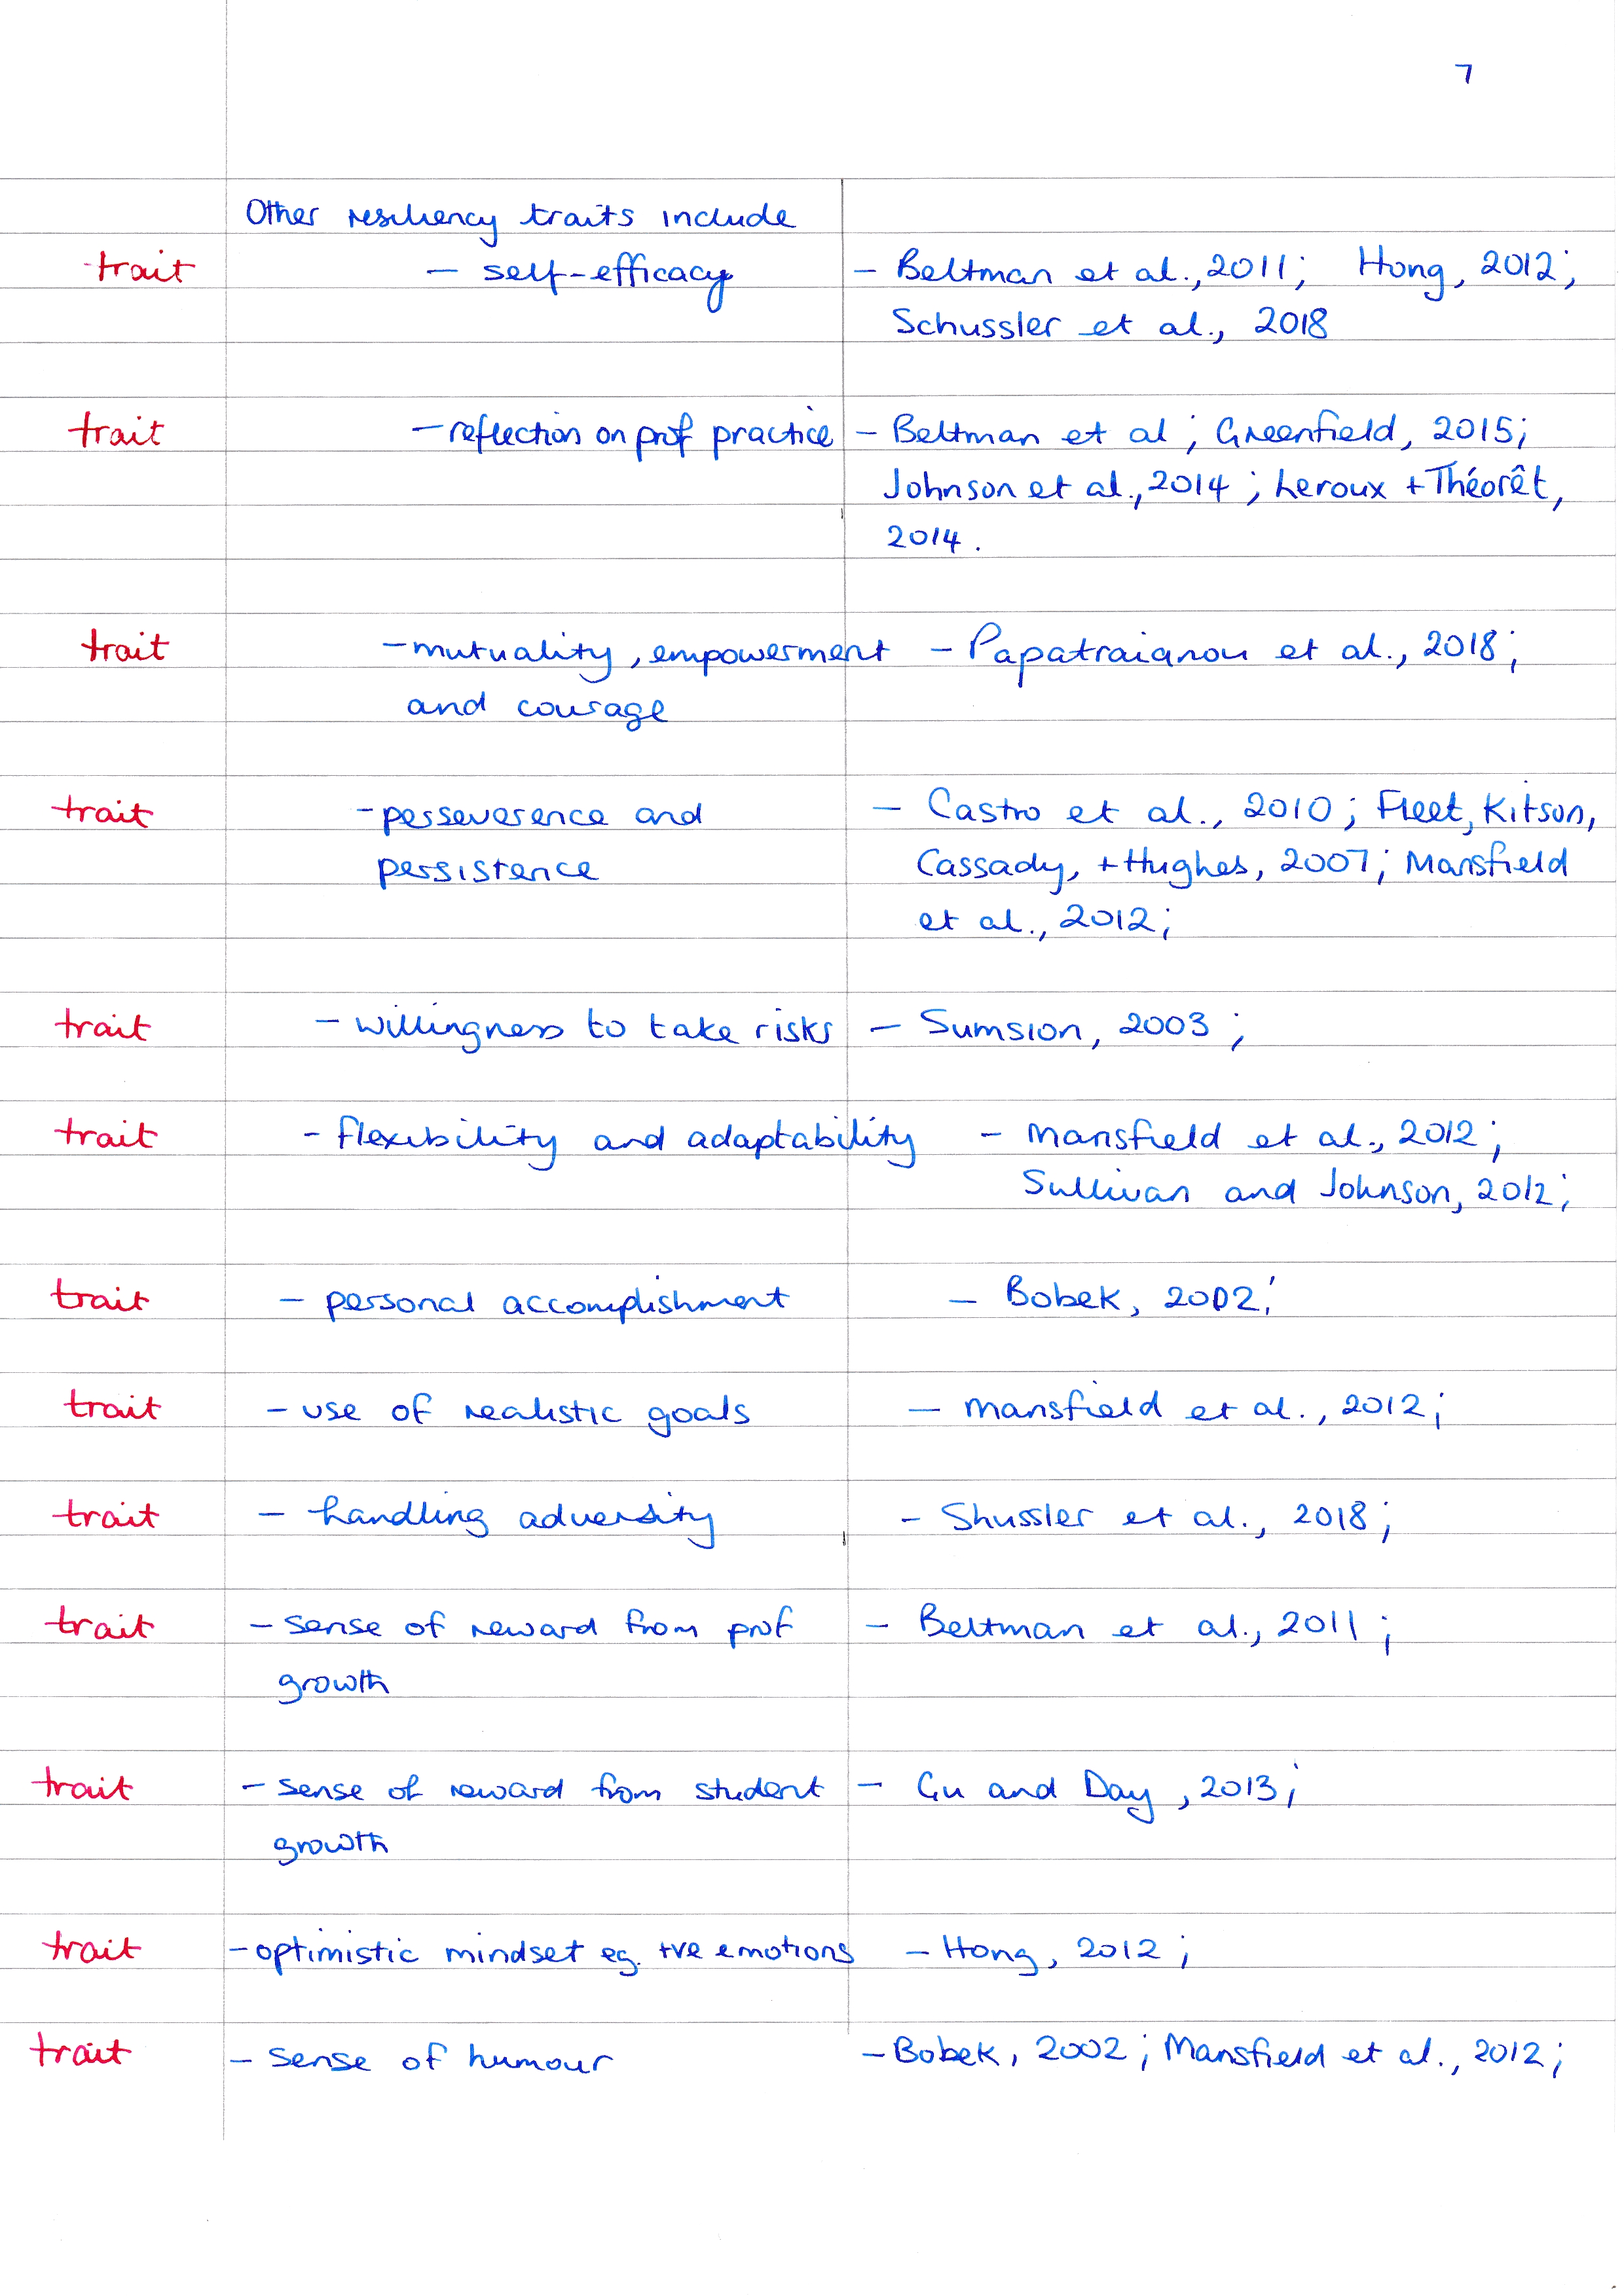 7
Other resiliency traits include
trait - self-efficacy - Beltman et al., 2011; Hong, 2012;
Schussler et al., 2018
trait - reflection on prof practice - Beltman et al; Greenfield, 2015;
Johnson et al., 2014; Leroux + Théorêt,
2014.
trait - mutuality, empowerment - Papatraianou et al., 2018;
and courage
trait - perseverence and - Castro et al., 2010; Fleet, Kitson,
persistence Cassady, + Hughes, 2007; Mansfield
et al., 2012;
trait - willingness to take risks - Sumsion, 2003;
trait - flexibility and adaptability - Mansfield et al., 2012;
Sullivan and Johnson, 2012;
trait - personal accomplishment - Bobek, 2002;
trait - use of realistic goals - Mansfield et al., 2012;
trait - handling adversity - Shussler et al., 2018;
trait - sense of reward from prof - Beltman et al., 2011;
growth
trait - sense of reward from student - Gu and Day, 2013;
growth
trait - optimistic mindset eg. +ve emotions - Hong, 2012;
trait - sense of humour - Bobek, 2002; Mansfield et al., 2012;